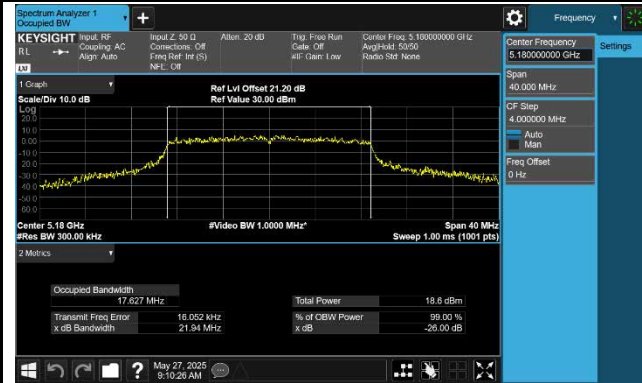 Spectrum Analyzer 1
Occupied BW
Frequency
KEYSIGHT
RL
Input: RF
Coupling: AC
Align: Auto
Input Z: 50 Ω
Corrections: Off
Freq Ref: Int (S)
NFE: Off
Atten: 20 dB
Trig: Free Run
Gate: Off
#IF Gain: Low
Center Freq: 5.180000000 GHz
Avg|Hold: 50/50
Radio Std: None
LXI
1 Graph
Scale/Div 10.0 dB
Ref Lvl Offset 21.20 dB
Ref Value 30.00 dBm
Log
20.0
10.0
0.00
-10.0
-20.0
-30.0
-40.0
-50.0
-60.0
Center 5.18 GHz
#Res BW 300.00 kHz
#Video BW 1.0000 MHz*
Span 40 MHz
Sweep 1.00 ms (1001 pts)
2 Metrics
Occupied Bandwidth
17.627 MHz
Transmit Freq Error 16.052 kHz
x dB Bandwidth 21.94 MHz
Total Power 18.6 dBm
% of OBW Power 99.00 %
x dB -26.00 dB
May 27, 2025
9:10:26 AM
Center Frequency
5.180000000 GHz
Span
40.000 MHz
CF Step
4.000000 MHz
Auto
Man
Freq Offset
0 Hz
Settings